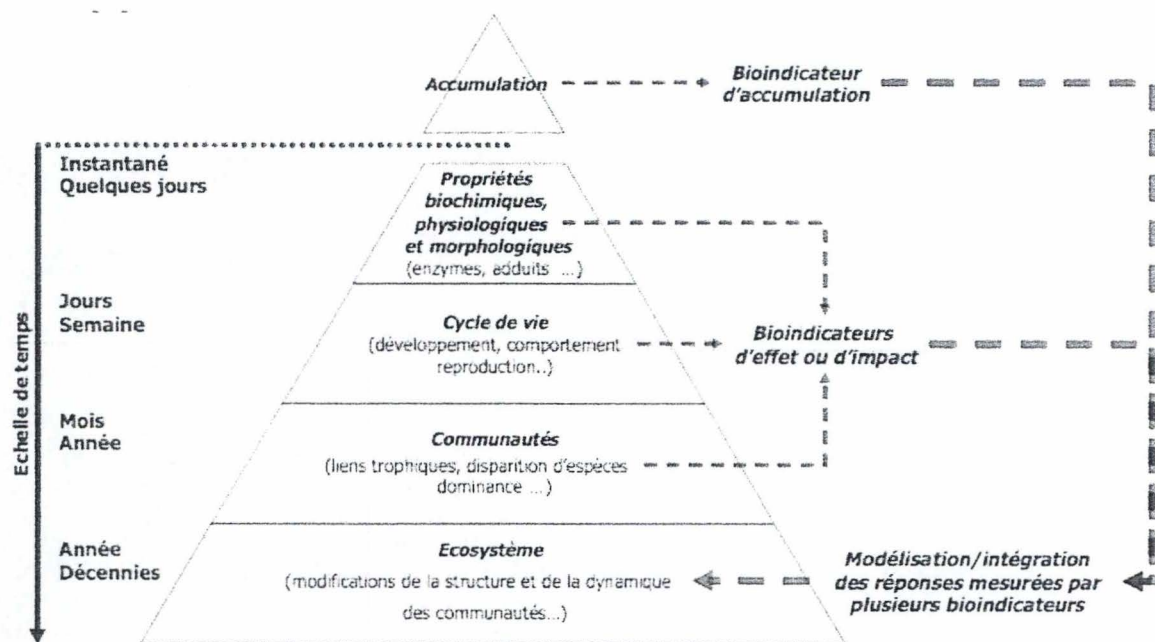 Accumulation
Bioindicateur
d'accumulation
Instantané
Quelques jours
Propriétés
biochimiques,
physiologiques
et morphologiques
(enzymes, adduits ...)
Echelle de temps
Jours
Semaine
Cycle de vie
(développement, comportement
reproduction..)
Bioindicateurs
d'effet ou d'impact
Mois
Année
Communautés
(liens trophiques, disparition d'espèces
dominance ...)
Année
Décennies
Ecosystème
(modifications de la structure et de la dynamique
des communautés...)
Modélisation/intégration
des réponses mesurées par
plusieurs bioindicateurs